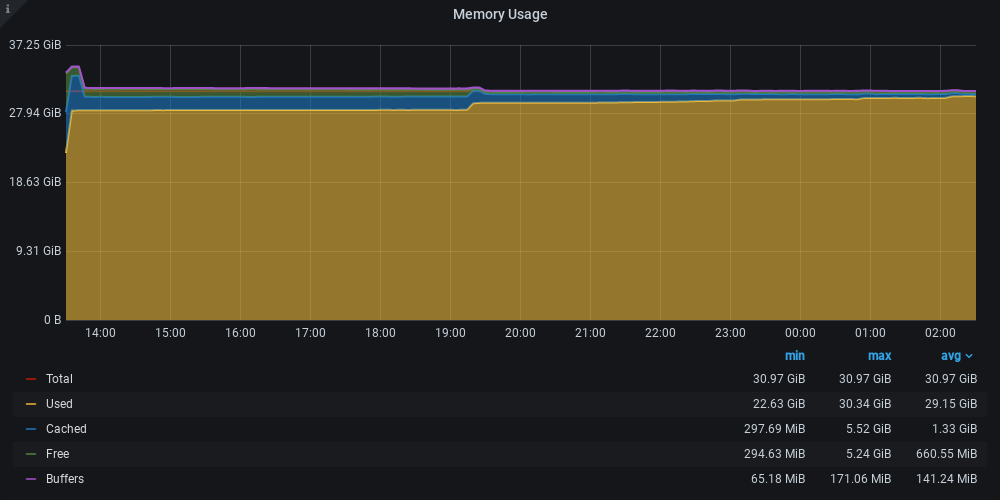 i
Memory Usage
37.25 GiB
27.94 GiB
18.63 GiB
9.31 GiB
0 B
14:00 15:00 16:00 17:00 18:00 19:00 20:00 21:00 22:00 23:00 00:00 01:00 02:00
min max avg
Total 30.97 GiB 30.97 GiB 30.97 GiB
Used 22.63 GiB 30.34 GiB 29.15 GiB
Cached 297.69 MiB 5.52 GiB 1.33 GiB
Free 294.63 MiB 5.24 GiB 660.55 MiB
Buffers 65.18 MiB 171.06 MiB 141.24 MiB